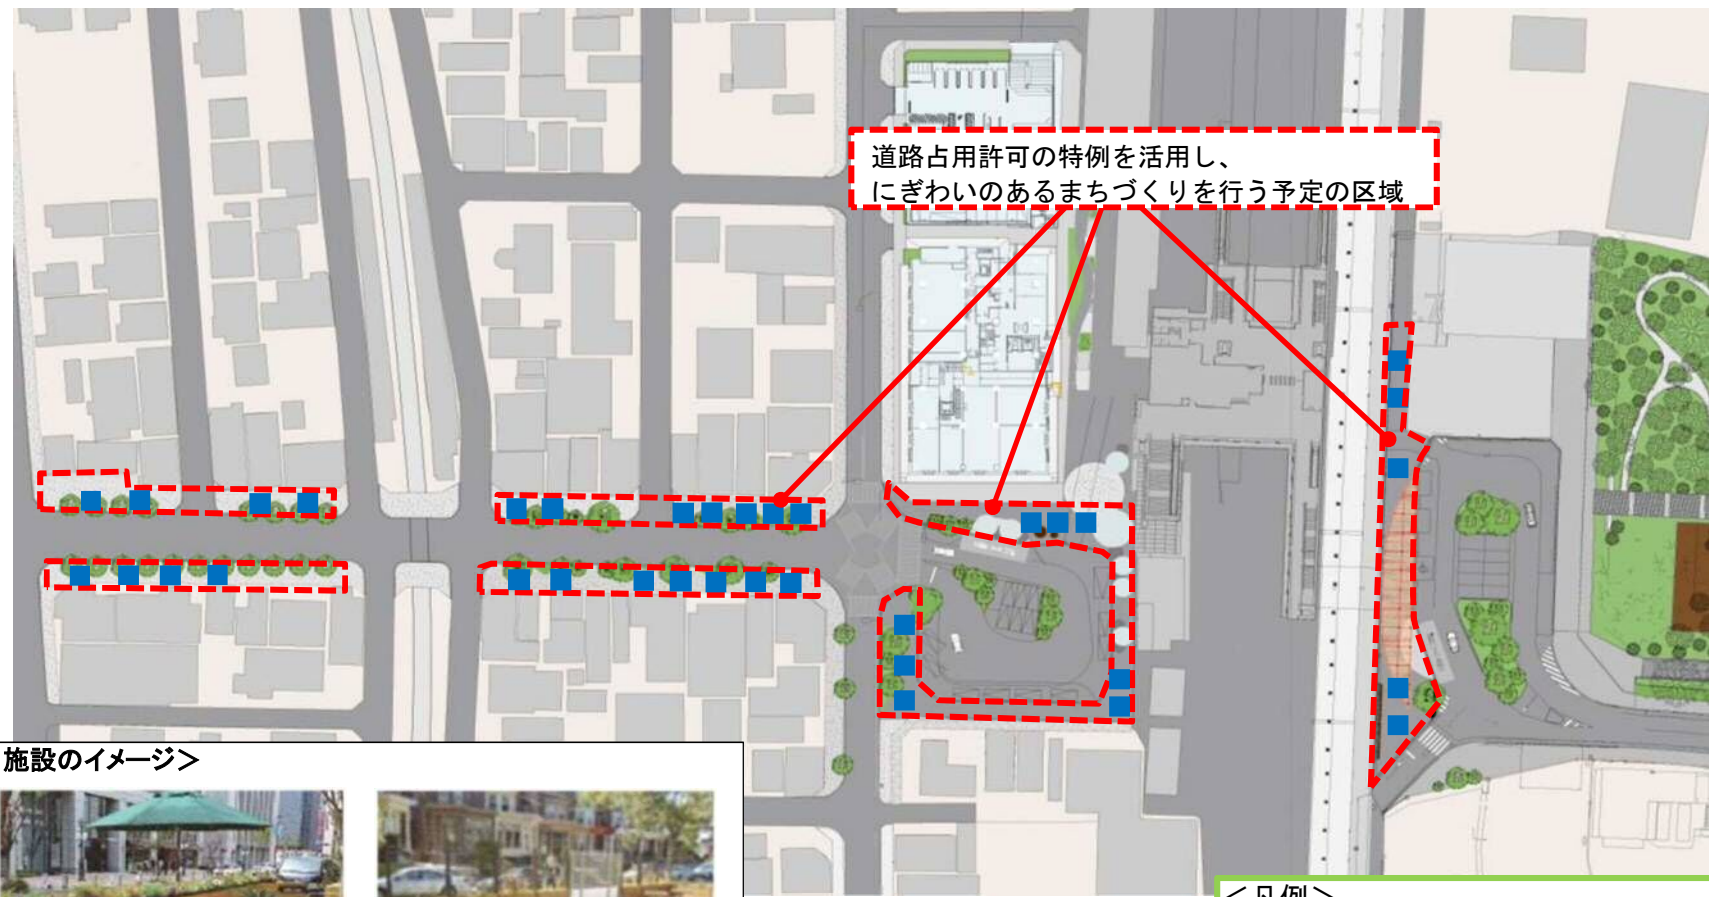 道路占用許可の特例を活用し、
にぎわいのあるまちづくりを行う予定の区域
施設のイメージ＞
＜凡例＞